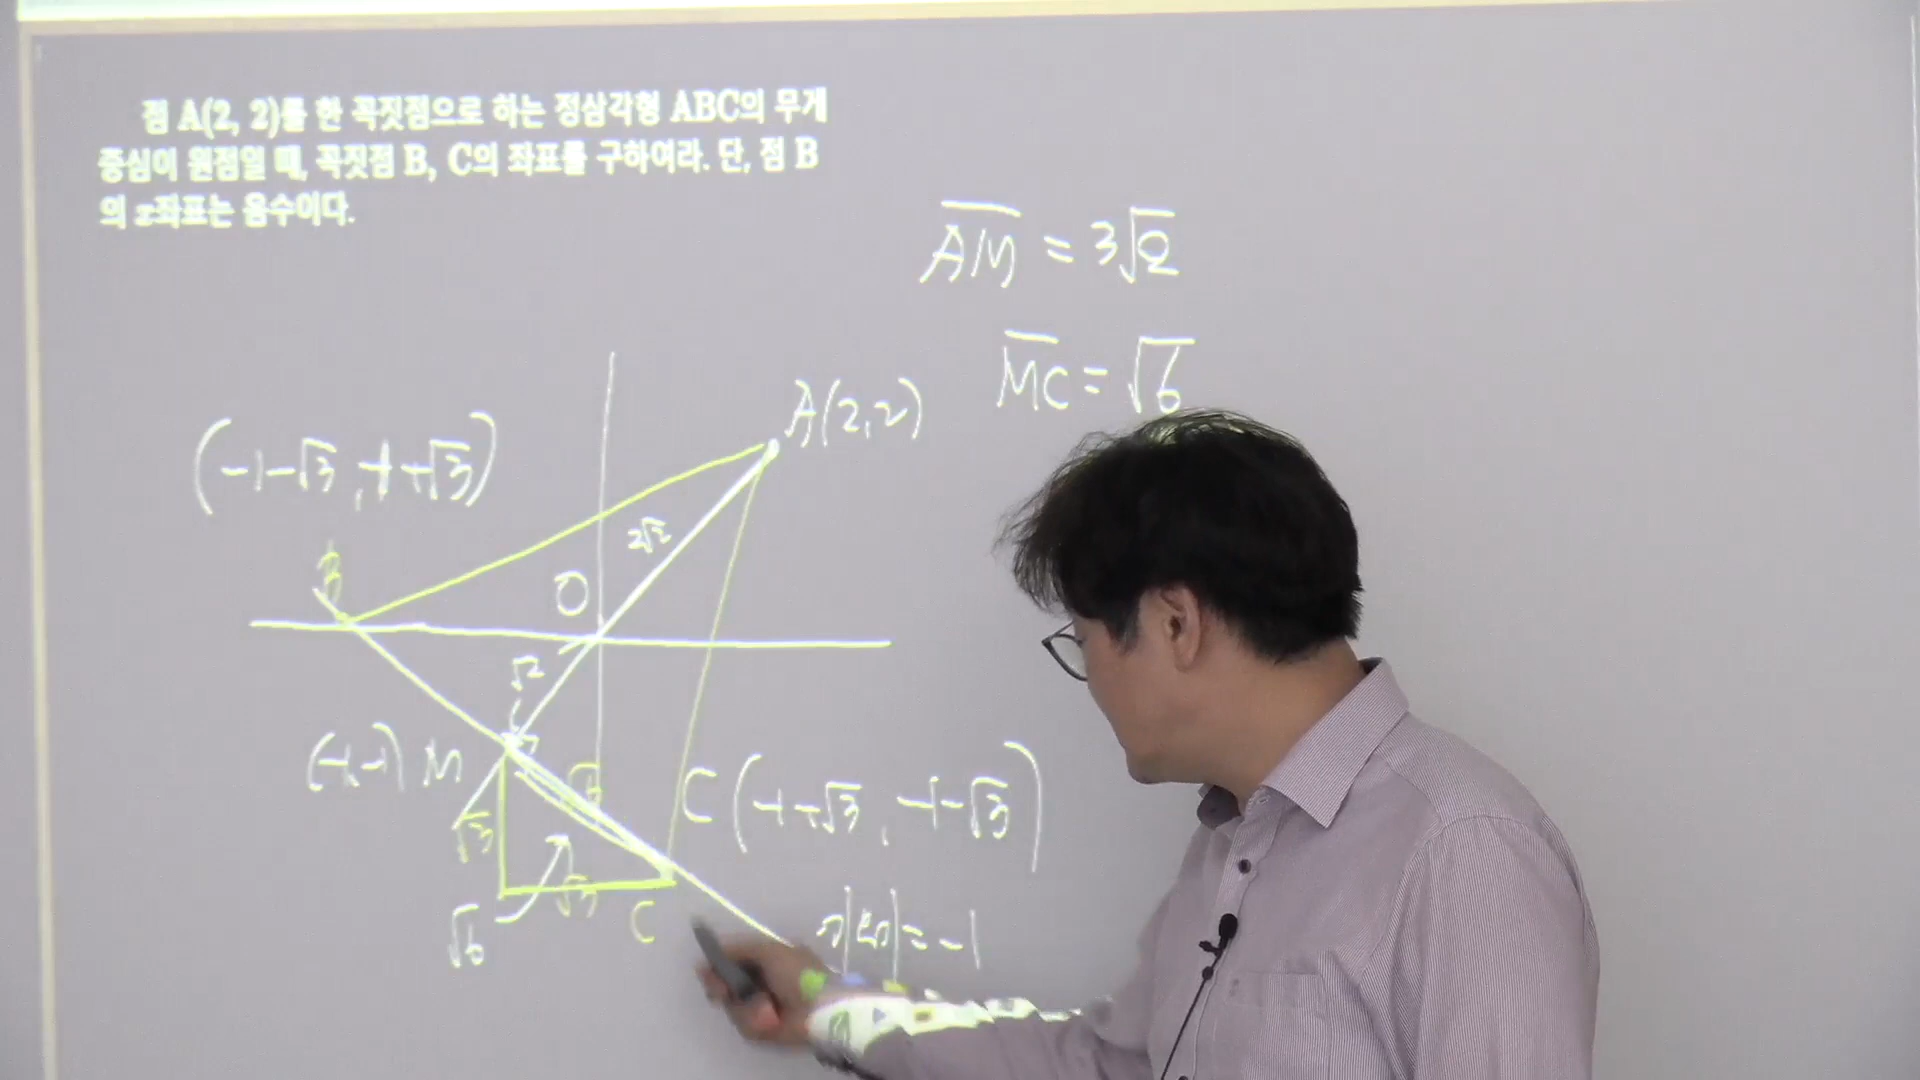 점 A(2, 2)를 한 꼭짓점으로 하는 정삼각형 ABC의 무게
중심이 원점일 때, 꼭짓점 B, C의 좌표를 구하여라. 단, 점 B
의 x좌표는 음수이다.
AM = 3√2
MC = √6
A(2,2)
(-1-√3, -1+√3)
2√2
B
O
√2
(-1,-1) M
√6
C (-1+√3, -1-√3)
√3
√3
C
√6
기울기 = -1